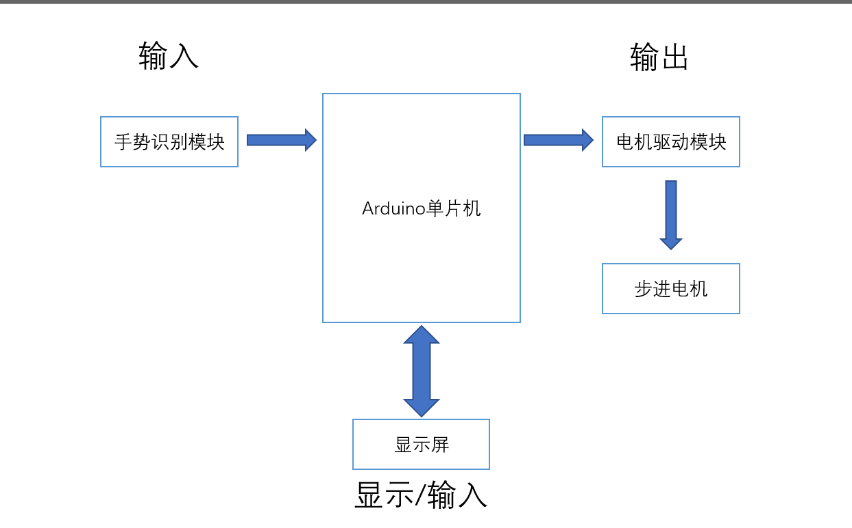 输入
输出
手势识别模块
电机驱动模块
Arduino单片机
步进电机
显示屏
显示/输入